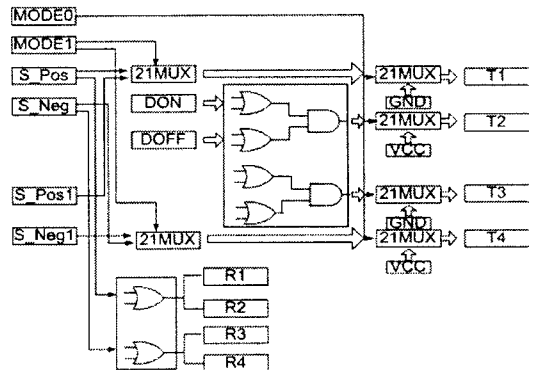 MODE0
MODE1
S_Pos
S_Neg
S_Pos1
S_Neg1
21MUX
DON
DOFF
21MUX
21MUX
GND
21MUX
VCC
21MUX
GND
21MUX
VCC
T1
T2
T3
T4
R1
R2
R3
R4